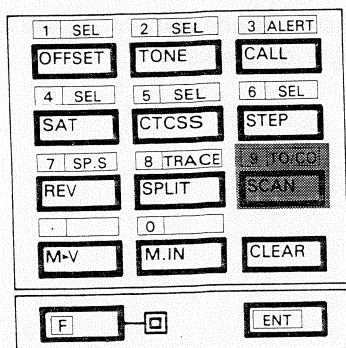 1 SEL 2 SEL 3 ALERT
OFFSET TONE CALL
4 SEL 5 SEL 6 SEL
SAT CTCSS STEP
7 SP.S 8 TRACE 9 TO/CO
REV SPLIT SCAN
· 0
M▸V M.IN CLEAR
F ENT